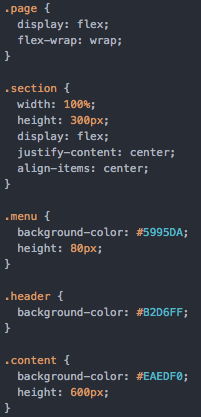 .page {
  display: flex;
  flex-wrap: wrap;
}

.section {
  width: 100%;
  height: 300px;
  display: flex;
  justify-content: center;
  align-items: center;
}

.menu {
  background-color: #5995DA;
  height: 80px;
}

.header {
  background-color: #B2D6FF;
}

.content {
  background-color: #EAEDF0;
  height: 600px;
}